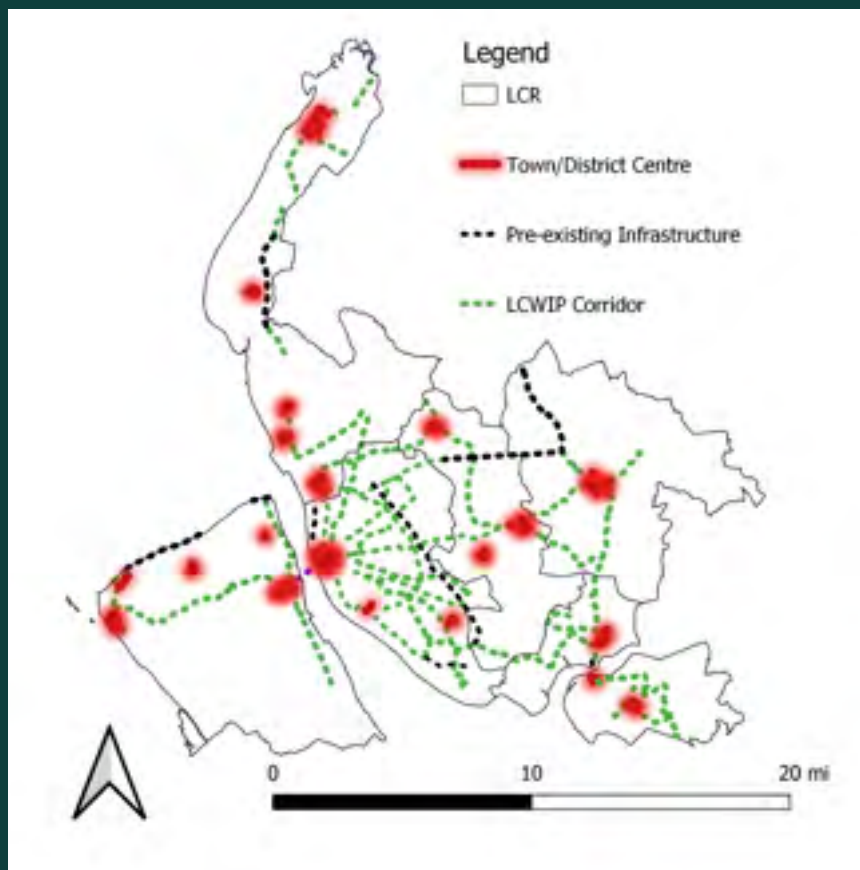 Legend
LCR
Town/District Centre
Pre-existing Infrastructure
LCWIP Corridor
0 10 20 mi